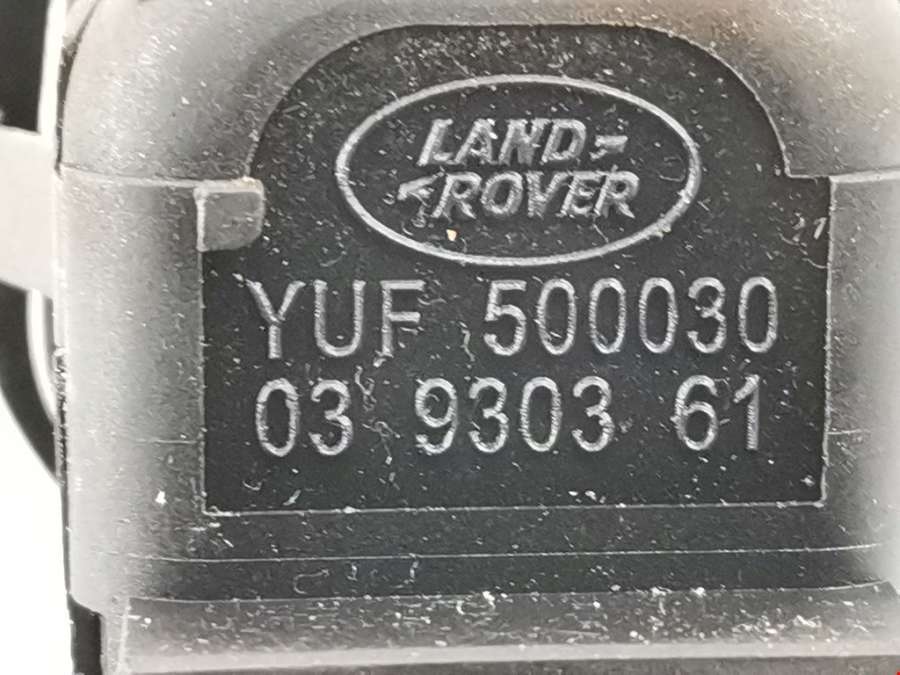 LAND
ROVER
YUF 500030
03 9303 61